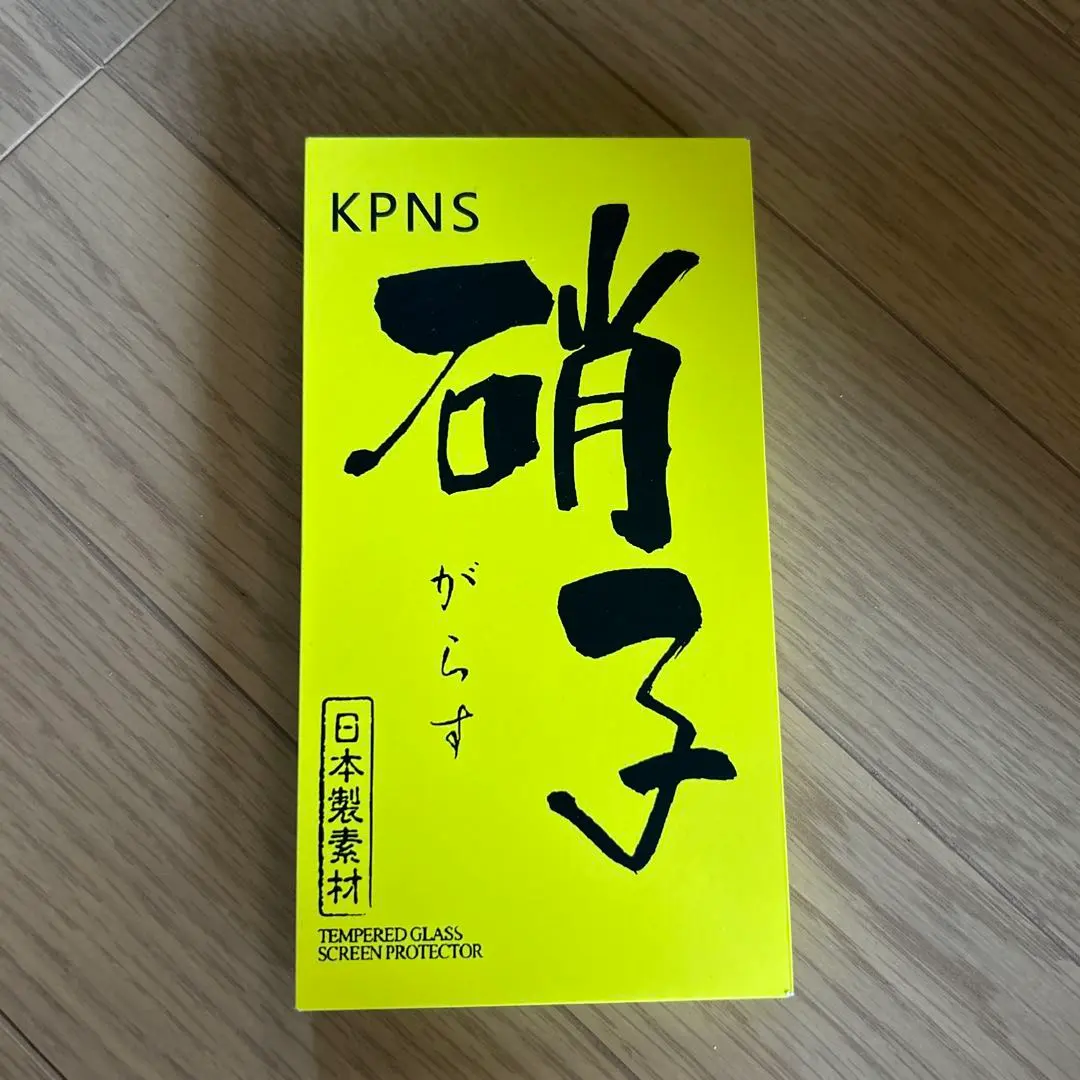 KPNS
硝子
がらす
日本製素材
TEMPERED GLASS
SCREEN PROTECTOR